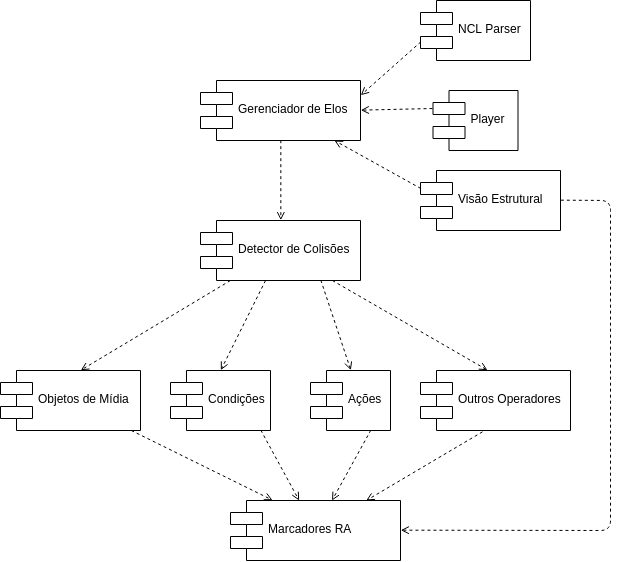 NCL Parser
Gerenciador de Elos
Player
Visão Estrutural
Detector de Colisões
Objetos de Mídia
Condições
Ações
Outros Operadores
Marcadores RA